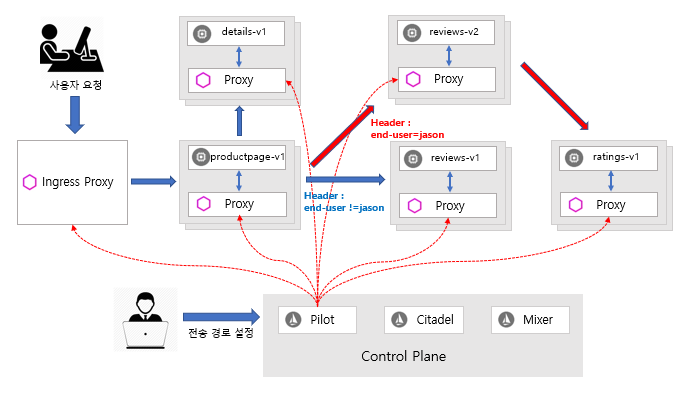 details-v1
Proxy
reviews-v2
Proxy
사용자 요청
Header :
end-user=jason
Ingress Proxy
productpage-v1
Proxy
reviews-v1
Proxy
ratings-v1
Proxy
Header :
end-user !=jason
전송 경로 설정
Pilot
Citadel
Mixer
Control Plane